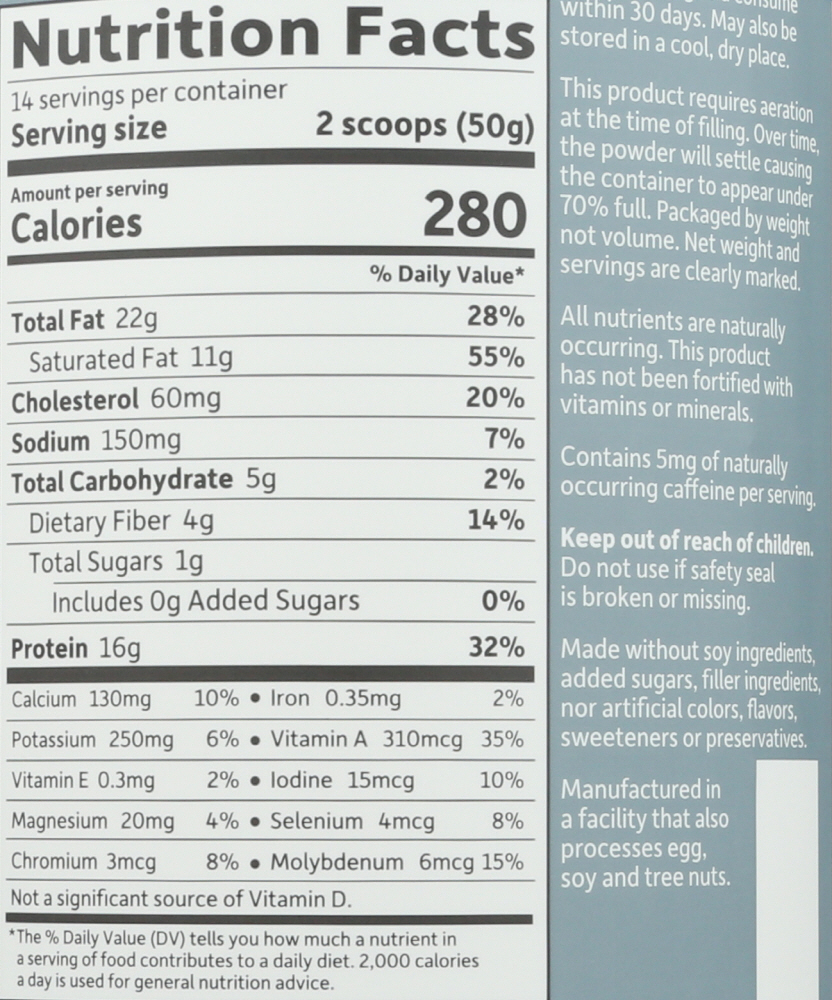 Nutrition Facts
14 servings per container
Serving size 2 scoops (50g)
Amount per serving
Calories 280
% Daily Value*
Total Fat 22g 28%
Saturated Fat 11g 55%
Cholesterol 60mg 20%
Sodium 150mg 7%
Total Carbohydrate 5g 2%
Dietary Fiber 4g 14%
Total Sugars 1g
Includes 0g Added Sugars 0%
Protein 16g 32%
Calcium 130mg 10% • Iron 0.35mg 2%
Potassium 250mg 6% • Vitamin A 310mcg 35%
Vitamin E 0.3mg 2% • Iodine 15mcg 10%
Magnesium 20mg 4% • Selenium 4mcg 8%
Chromium 3mcg 8% • Molybdenum 6mcg 15%
Not a significant source of Vitamin D.
*The % Daily Value (DV) tells you how much a nutrient in
a serving of food contributes to a daily diet. 2,000 calories
a day is used for general nutrition advice.
within 30 days. May also be
stored in a cool, dry place.
This product requires aeration
at the time of filling. Over time,
the powder will settle causing
the container to appear under
70% full. Packaged by weight
not volume. Net weight and
servings are clearly marked.
All nutrients are naturally
occurring. This product
has not been fortified with
vitamins or minerals.
Contains 5mg of naturally
occurring caffeine per serving.
Keep out of reach of children.
Do not use if safety seal
is broken or missing.
Made without soy ingredients,
added sugars, filler ingredients,
nor artificial colors, flavors,
sweeteners or preservatives.
Manufactured in
a facility that also
processes egg,
soy and tree nuts.